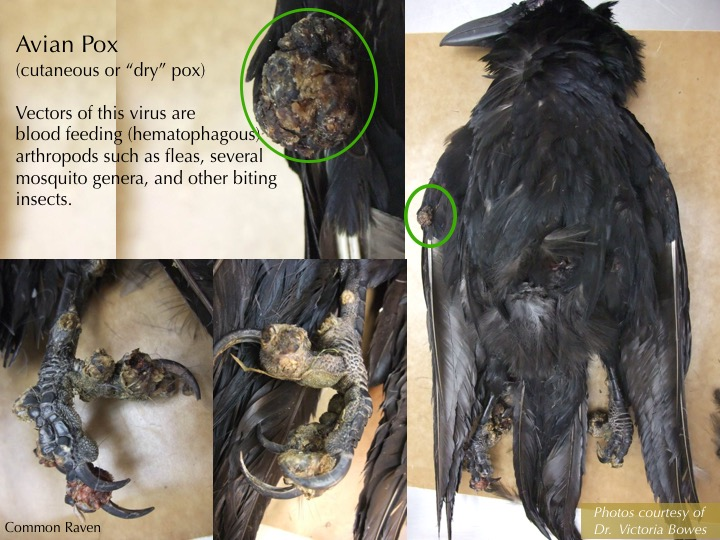 Avian Pox
(cutaneous or “dry” pox)
Vectors of this virus are
blood feeding (hematophagous)
arthropods such as fleas, several
mosquito genera, and other biting
insects.
Common Raven
Photos courtesy of
Dr. Victoria Bowes